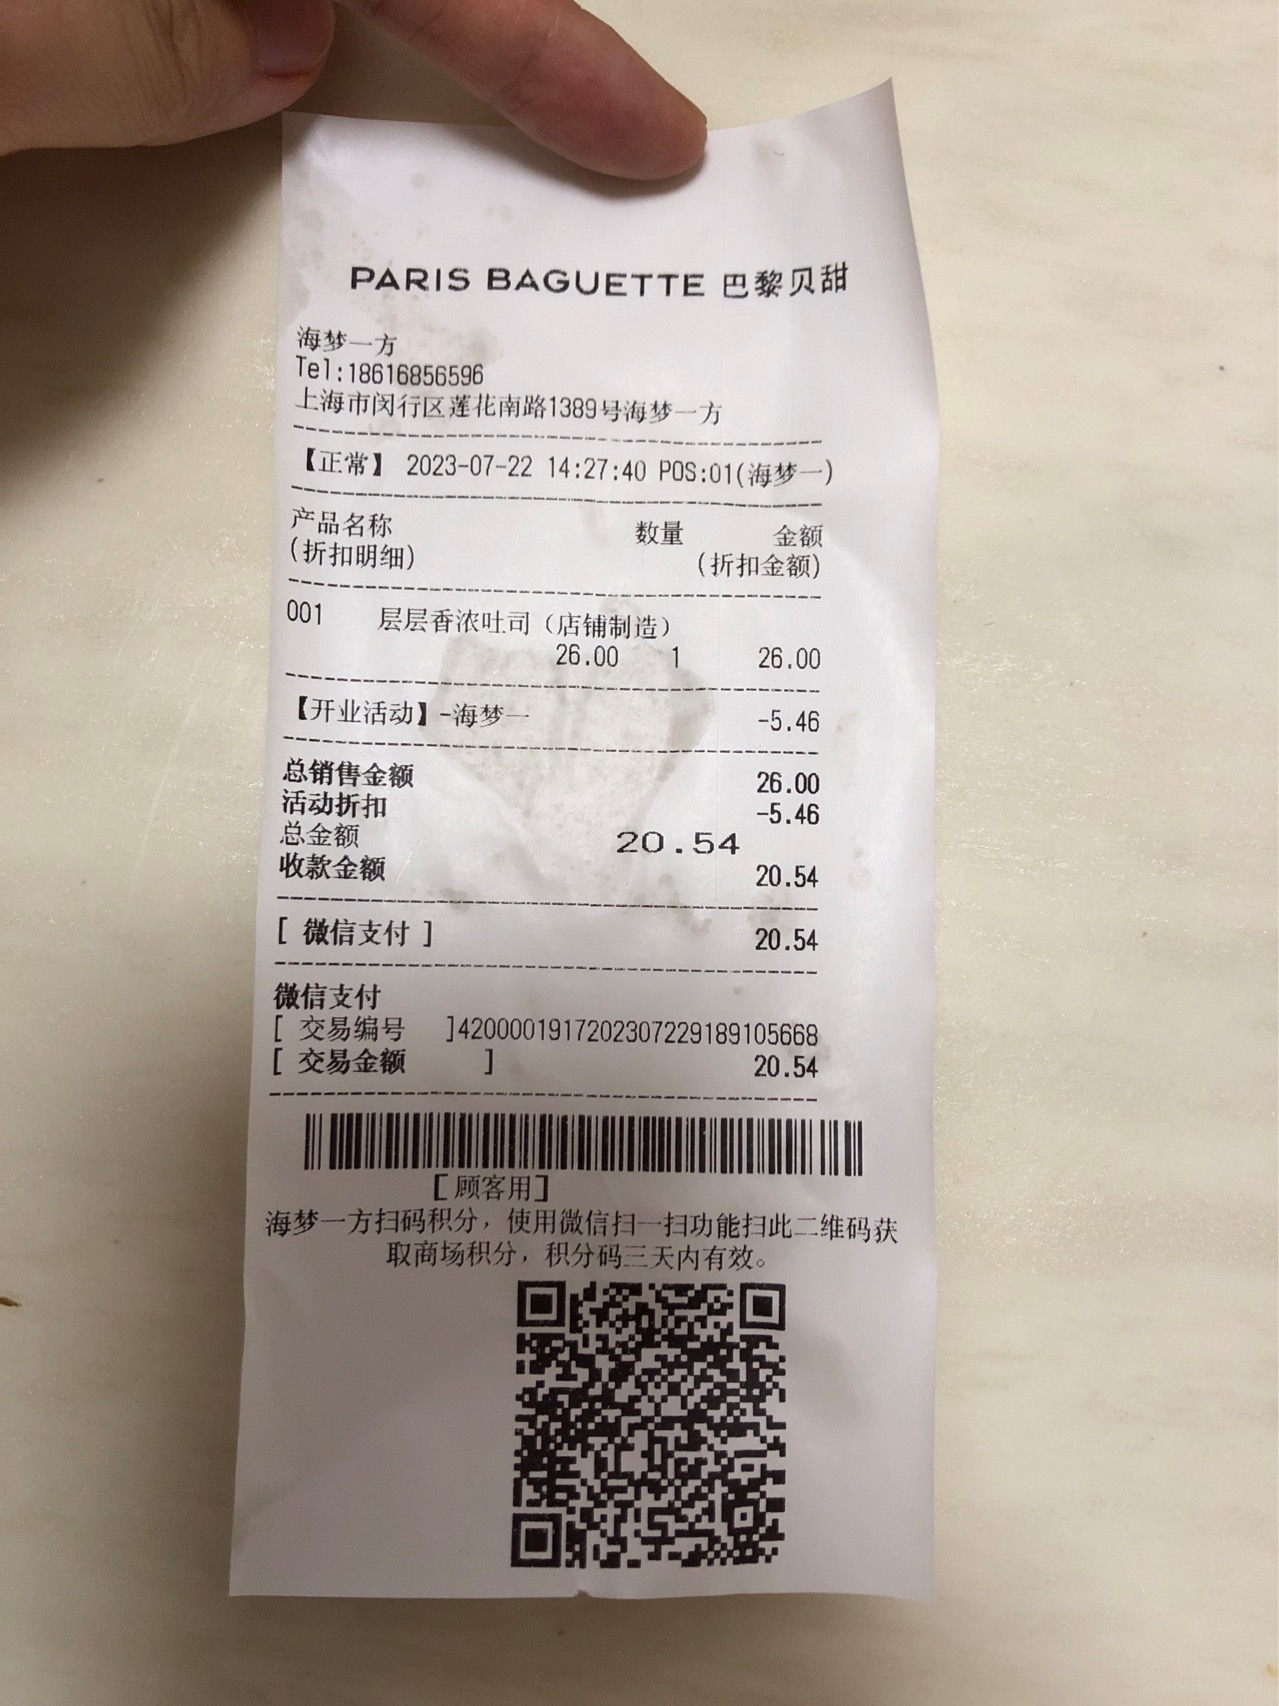 PARIS BAGUETTE 巴黎贝甜
海梦一方
Tel:18616856596
上海市闵行区莲花南路1389号海梦一方
【正常】 2023-07-22 14:27:40 POS:01(海梦一)
产品名称 数量 金额
(折扣明细) (折扣金额)
001 层层香浓吐司（店铺制造）
26.00 1 26.00
【开业活动】-海梦一 -5.46
总销售金额 26.00
活动折扣 -5.46
总金额 20.54
收款金额 20.54
[ 微信支付 ] 20.54
微信支付
[ 交易编号 ]4200001917202307229189105668
[ 交易金额 ] 20.54
[顾客用]
海梦一方扫码积分，使用微信扫一扫功能扫此二维码获
取商场积分，积分码三天内有效。